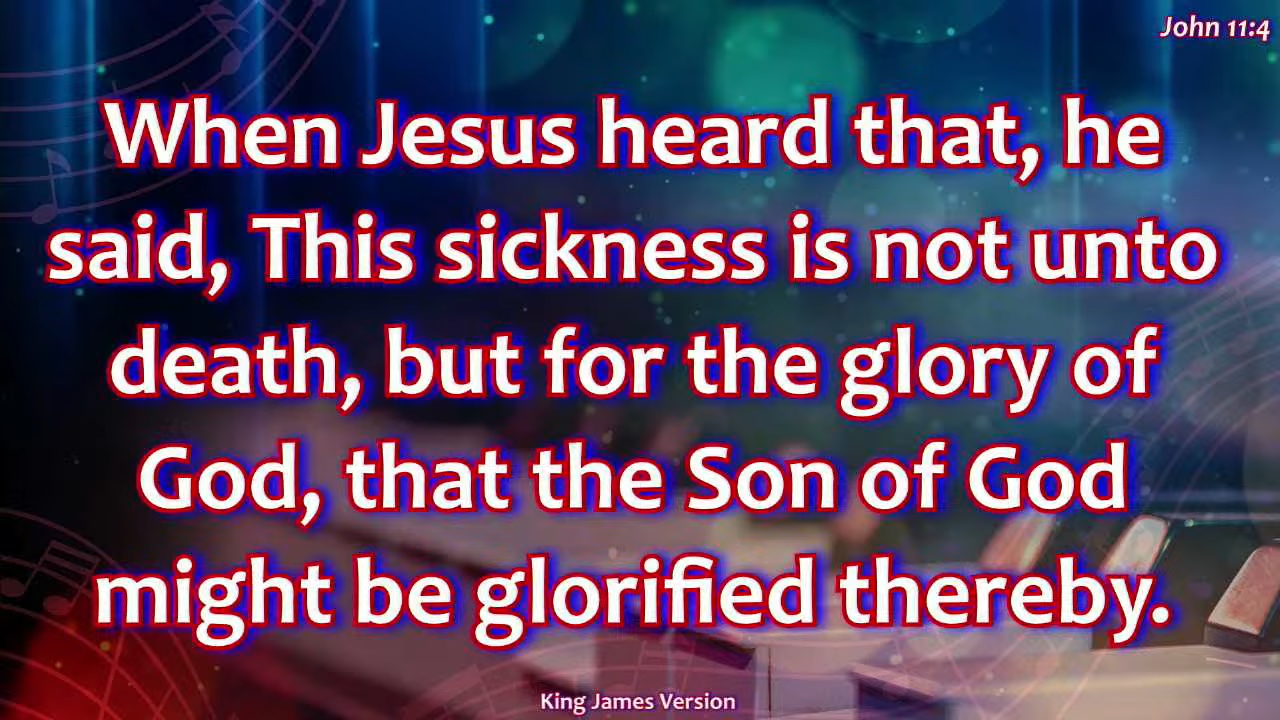 John 11:4
When Jesus heard that, he
said, This sickness is not unto
death, but for the glory of
God, that the Son of God
might be glorified thereby.
King James Version